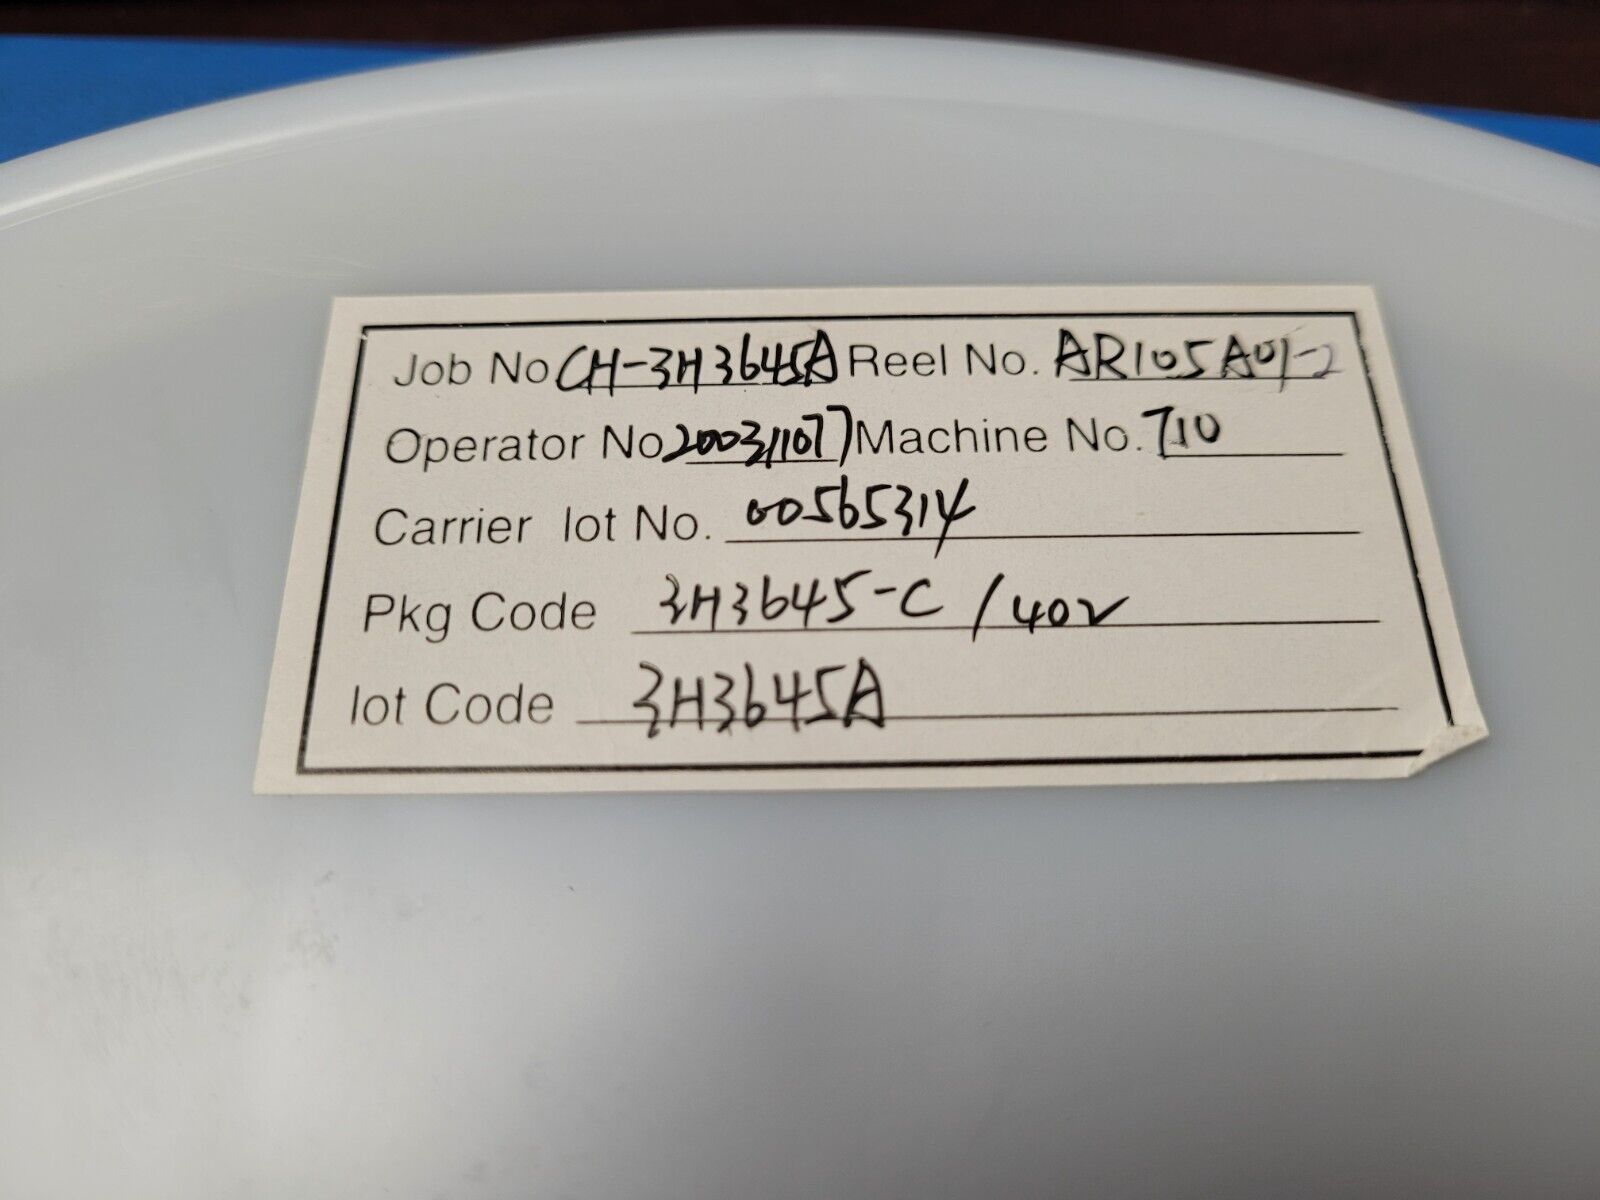 Job No CH-3H3645A Reel No. AR105A01-2
Operator No 200311077 Machine No. 710
Carrier lot No. 00565314
Pkg Code 3H3645-C / 40V
lot Code 3H3645A